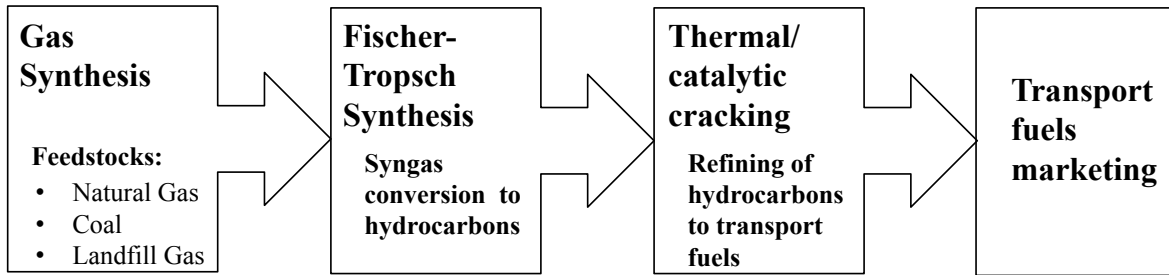 Gas
Synthesis
Feedstocks:
• Natural Gas
• Coal
• Landfill Gas
Fischer-
Tropsch
Synthesis
Syngas
conversion to
hydrocarbons
Thermal/
catalytic
cracking
Refining of
hydrocarbons
to transport
fuels
Transport
fuels
marketing